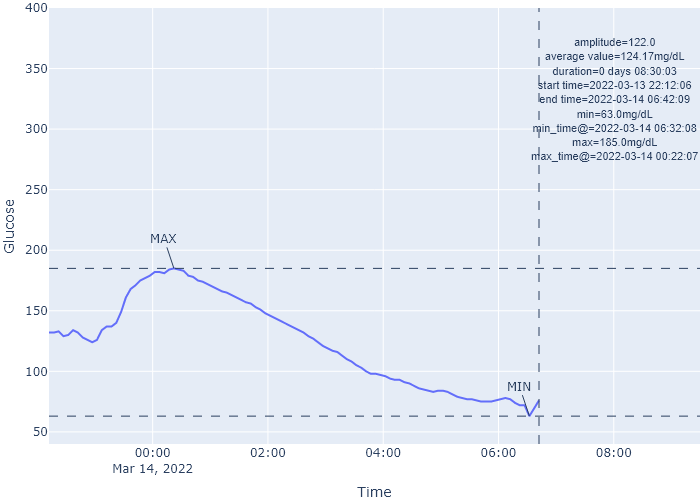 400
350
300
250
200
150
100
50
Glucose
amplitude=122.0
average value=124.17mg/dL
duration=0 days 08:30:03
start time=2022-03-13 22:12:06
end time=2022-03-14 06:42:09
min=63.0mg/dL
min_time@=2022-03-14 06:32:08
max=185.0mg/dL
max_time@=2022-03-14 00:22:07
MAX
MIN
00:00
02:00
04:00
06:00
08:00
Mar 14, 2022
Time